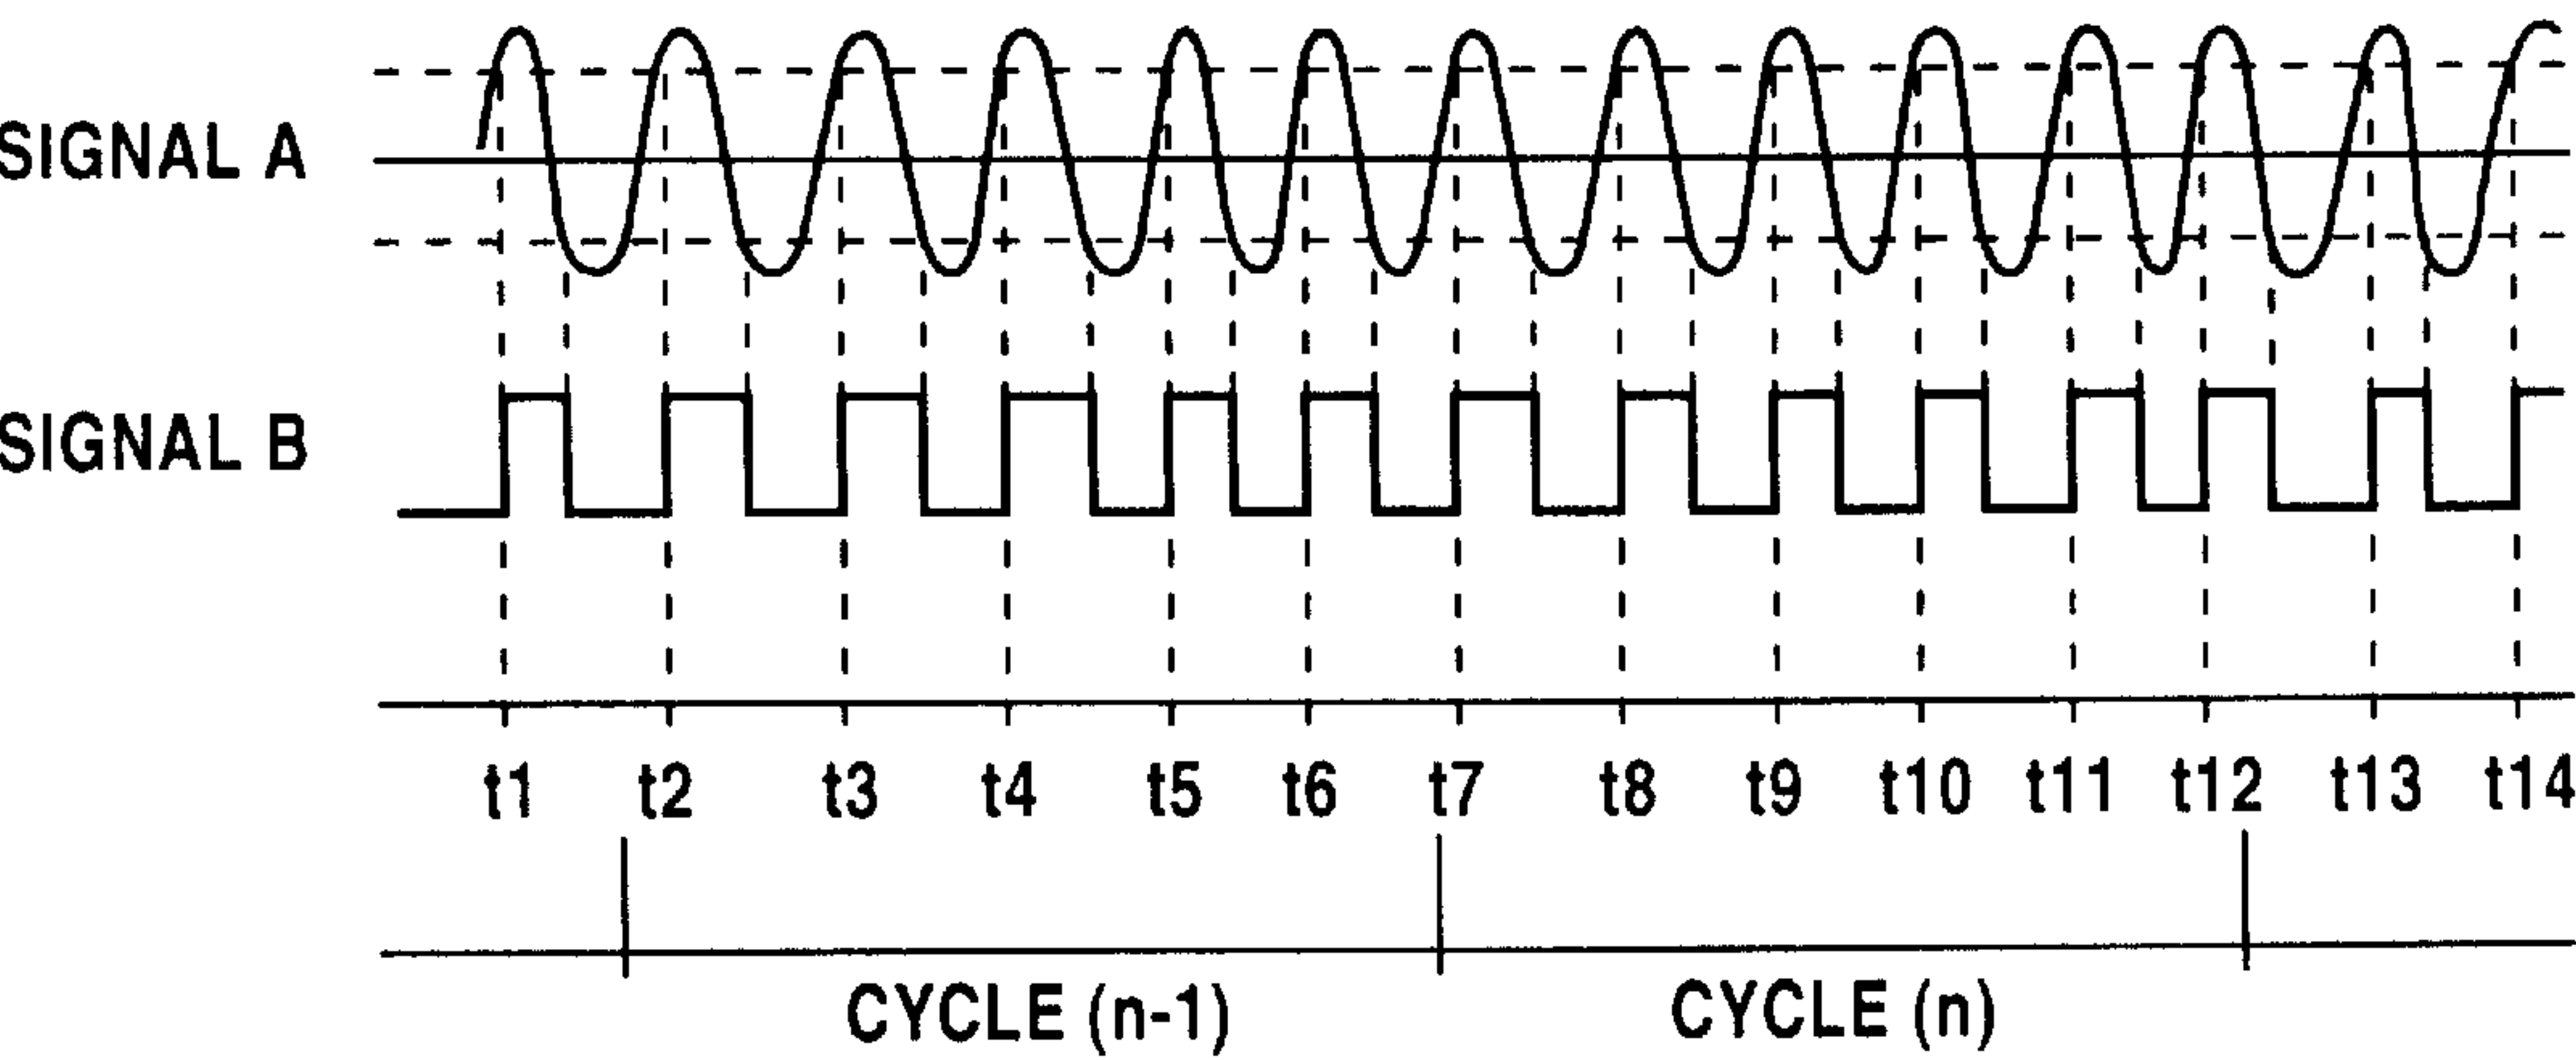 SIGNAL A
SIGNAL B
t1 t2 t3 t4 t5 t6 t7 t8 t9 t10 t11 t12 t13 t14
CYCLE (n-1) CYCLE (n)